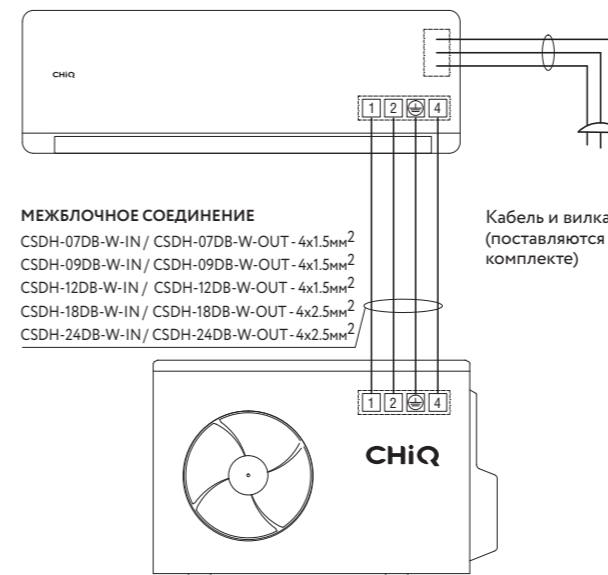 CHiQ
1 2 4
МЕЖБЛОЧНОЕ СОЕДИНЕНИЕ
CSDH-07DB-W-IN / CSDH-07DB-W-OUT - 4x1.5мм²
CSDH-09DB-W-IN / CSDH-09DB-W-OUT - 4x1.5мм²
CSDH-12DB-W-IN / CSDH-12DB-W-OUT - 4x1.5мм²
CSDH-18DB-W-IN / CSDH-18DB-W-OUT - 4x2.5мм²
CSDH-24DB-W-IN / CSDH-24DB-W-OUT - 4x2.5мм²
Кабель и вилка
(поставляются
комплекте)
1 2 4
CHiQ